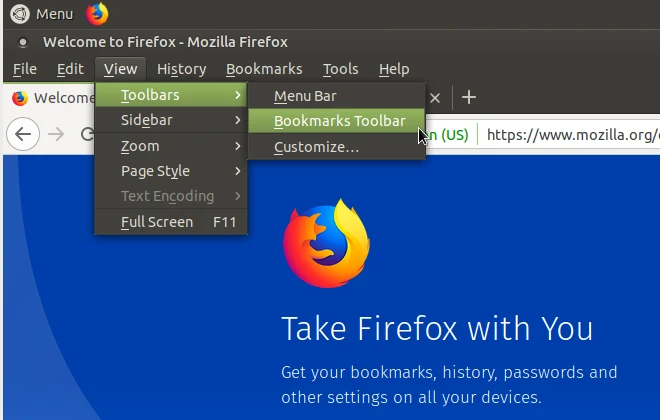 Menu
Welcome to Firefox - Mozilla Firefox
File Edit View History Bookmarks Tools Help
Welcome
Toolbars
Sidebar
Zoom
Page Style
Text Encoding
Full Screen F11
Menu Bar
Bookmarks Toolbar
Customize...
(US) https://www.mozilla.org/
Take Firefox with You
Get your bookmarks, history, passwords and
other settings on all your devices.